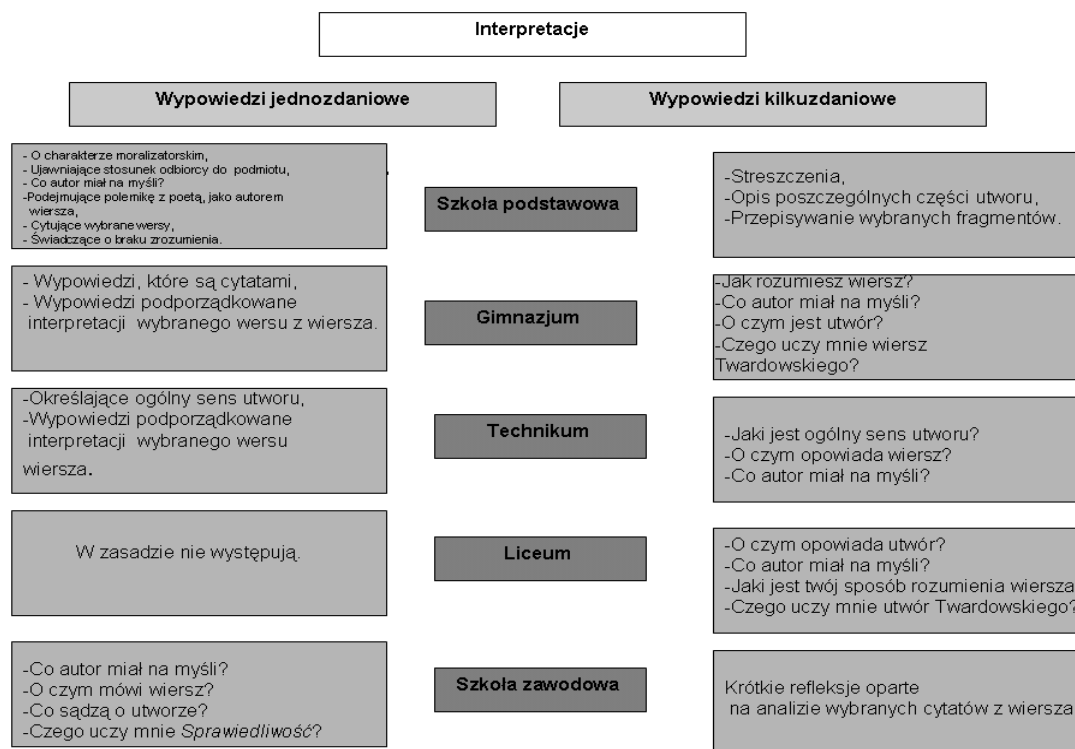 Interpretacje
Wypowiedzi jednozdaniowe
Wypowiedzi kilkuzdaniowe
- O charakterze moralizatorskim,
- Ujawniające stosunek odbiorcy do podmiotu,
- Co autor miał na myśli?
-Podejmujące polemikę z poetą, jako autorem
wiersza,
- Cytujące wybrane wersy,
- Świadczące o braku zrozumienia.
Szkoła podstawowa
-Streszczenia,
-Opis poszczególnych części utworu,
-Przepisywanie wybranych fragmentów.
- Wypowiedzi, które są cytatami,
- Wypowiedzi podporządkowane
interpretacji wybranego wersu z wiersza.
Gimnazjum
-Jak rozumiesz wiersz?
-Co autor miał na myśli?
-O czym jest utwór?
-Czego uczy mnie wiersz
Twardowskiego?
-Określające ogólny sens utworu,
-Wypowiedzi podporządkowane
interpretacji wybranego wersu
wiersza.
Technikum
-Jaki jest ogólny sens utworu?
-O czym opowiada wiersz?
-Co autor miał na myśli?
W zasadzie nie występują.
Liceum
-O czym opowiada utwór?
-Co autor miał na myśli?
-Jaki jest twój sposób rozumienia wiersza
-Czego uczy mnie utwór Twardowskiego?
-Co autor miał na myśli?
-O czym mówi wiersz?
-Co sądzą o utworze?
-Czego uczy mnie Sprawiedliwość?
Szkoła zawodowa
Krótkie refleksje oparte
na analizie wybranych cytatów z wiersza